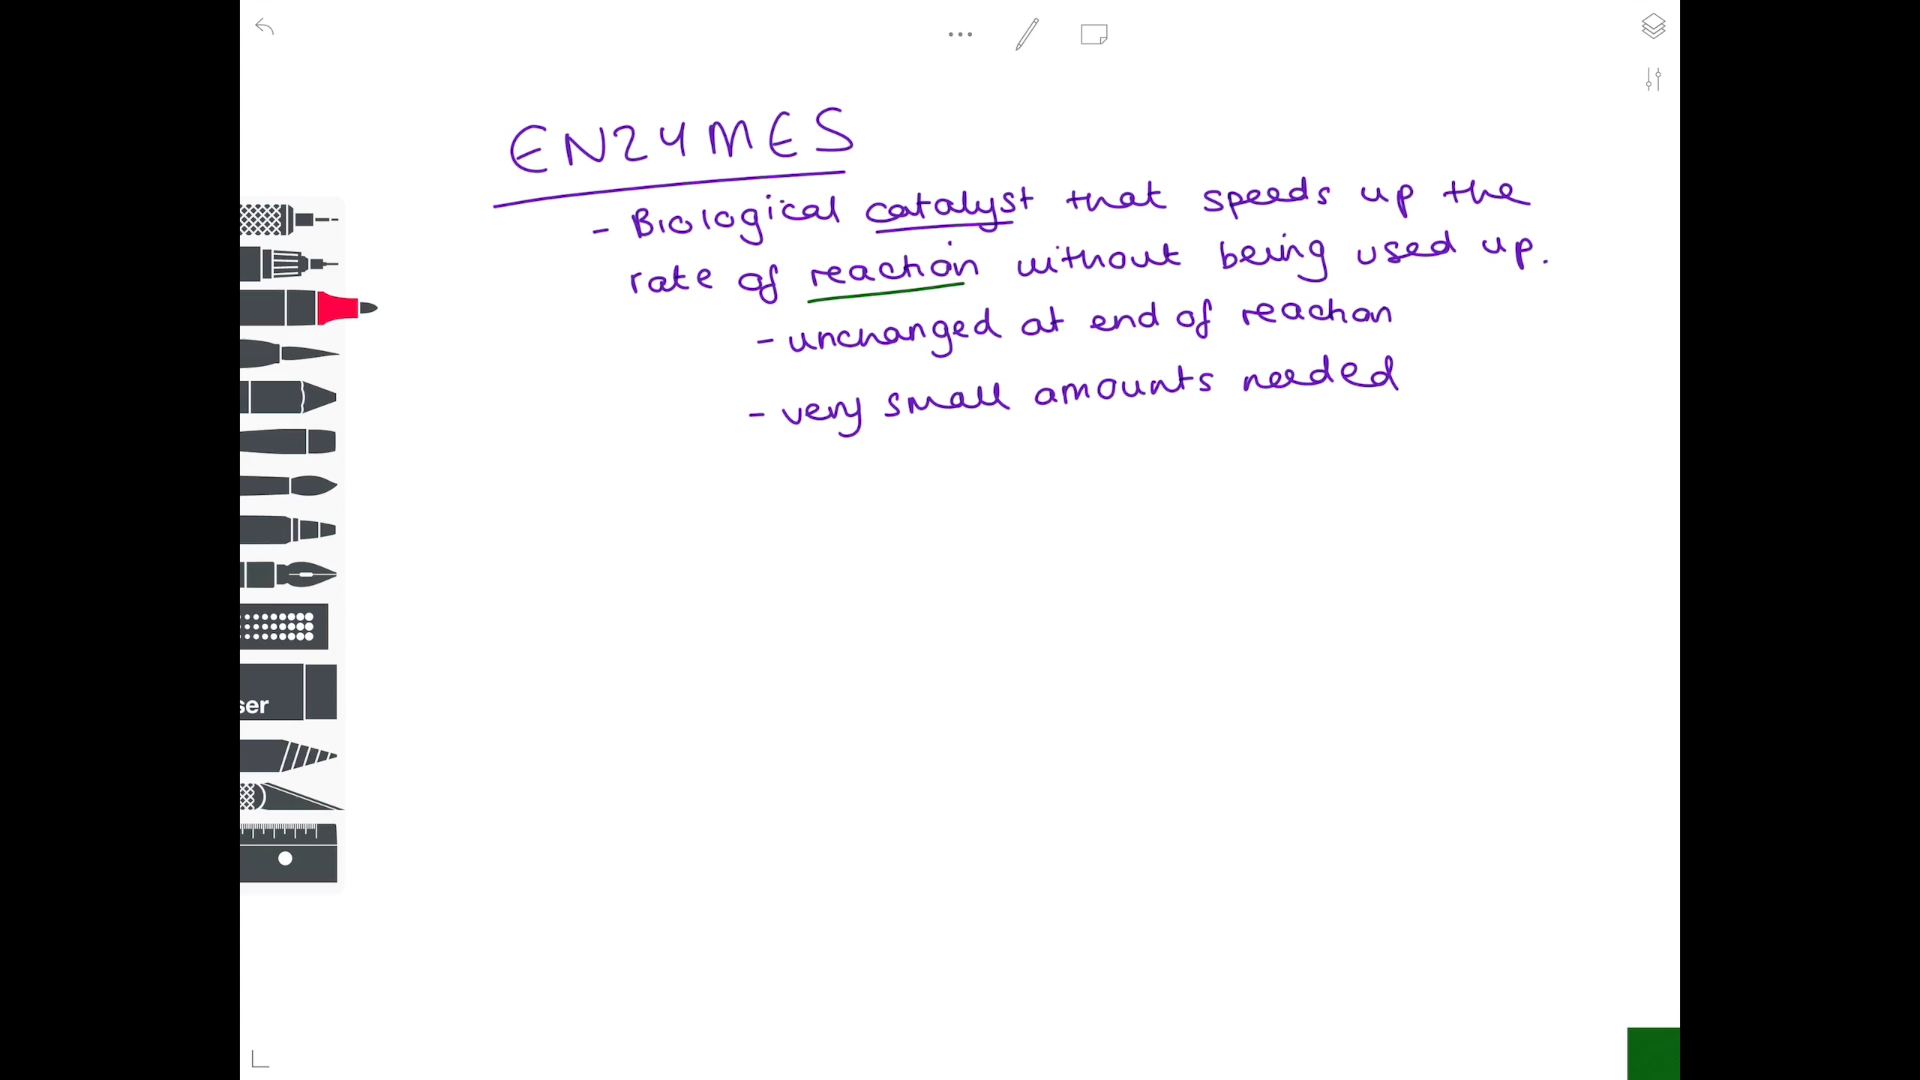 ENZYMES
- Biological catalyst that speeds up the
rate of reaction without being used up.
- unchanged at end of reaction
- very small amounts needed
ser